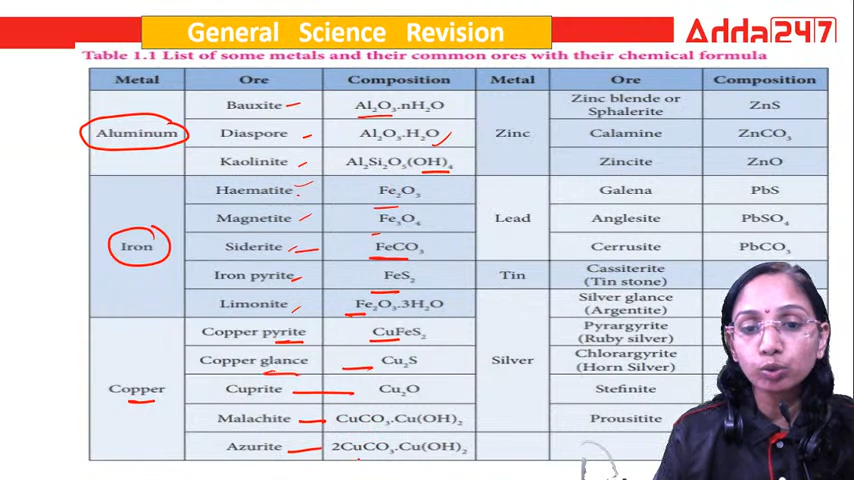 General Science Revision
Adda247
Table 1.1 List of some metals and their common ores with their chemical formula
Metal Ore Composition Metal Ore Composition
Aluminum
Bauxite Al₂O₃.nH₂O
Diaspore Al₂O₃.H₂O
Kaolinite Al₂Si₂O₅(OH)₄
Iron
Haematite Fe₂O₃
Magnetite Fe₃O₄
Siderite FeCO₃
Iron pyrite FeS₂
Limonite Fe₂O₃.3H₂O
Copper
Copper pyrite CuFeS₂
Copper glance Cu₂S
Cuprite Cu₂O
Malachite CuCO₃.Cu(OH)₂
Azurite 2CuCO₃.Cu(OH)₂
Zinc
Zinc blende or
Sphalerite ZnS
Calamine ZnCO₃
Zincite ZnO
Lead
Galena PbS
Anglesite PbSO₄
Cerrusite PbCO₃
Tin
Cassiterite
(Tin stone)
Silver
Silver glance
(Argentite)
Pyrargyrite
(Ruby silver)
Chlorargyrite
(Horn Silver)
Stefinite
Prousitite